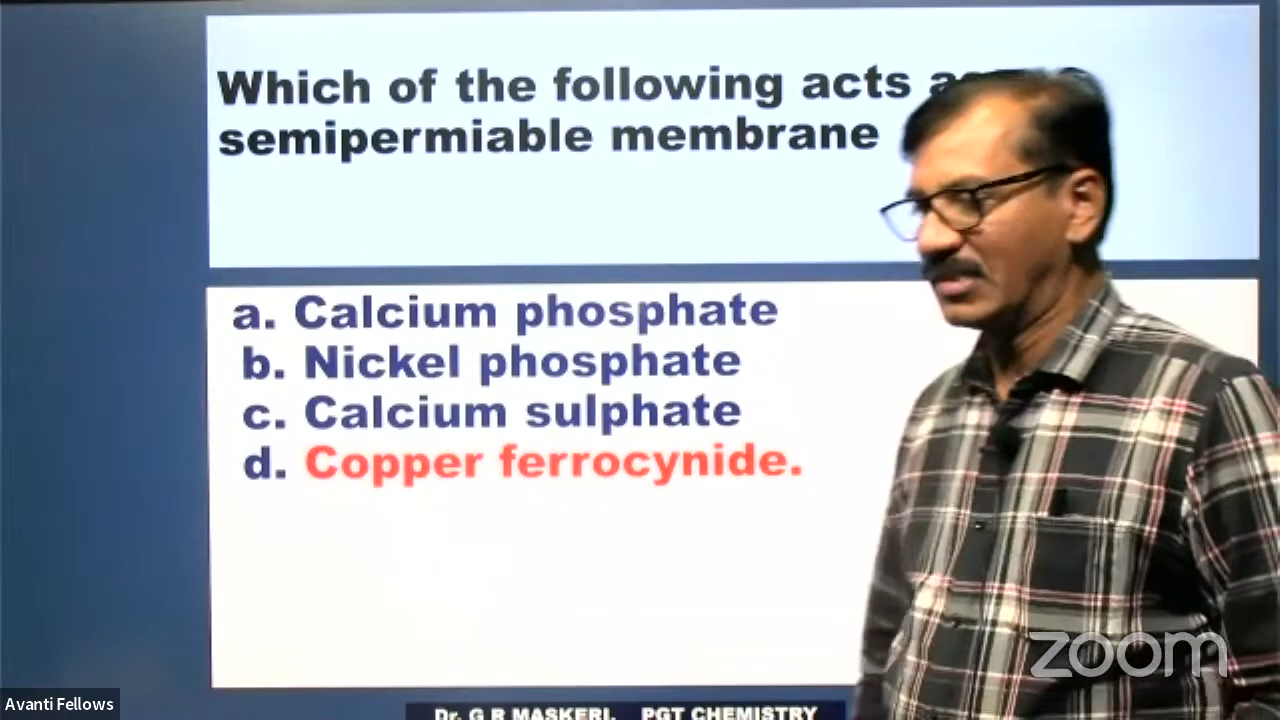 Which of the following acts
semipermiable membrane
a. Calcium phosphate
b. Nickel phosphate
c. Calcium sulphate
d. Copper ferrocynide.
zoom
Avanti Fellows
Dr. G R MASKERI. PGT CHEMISTRY